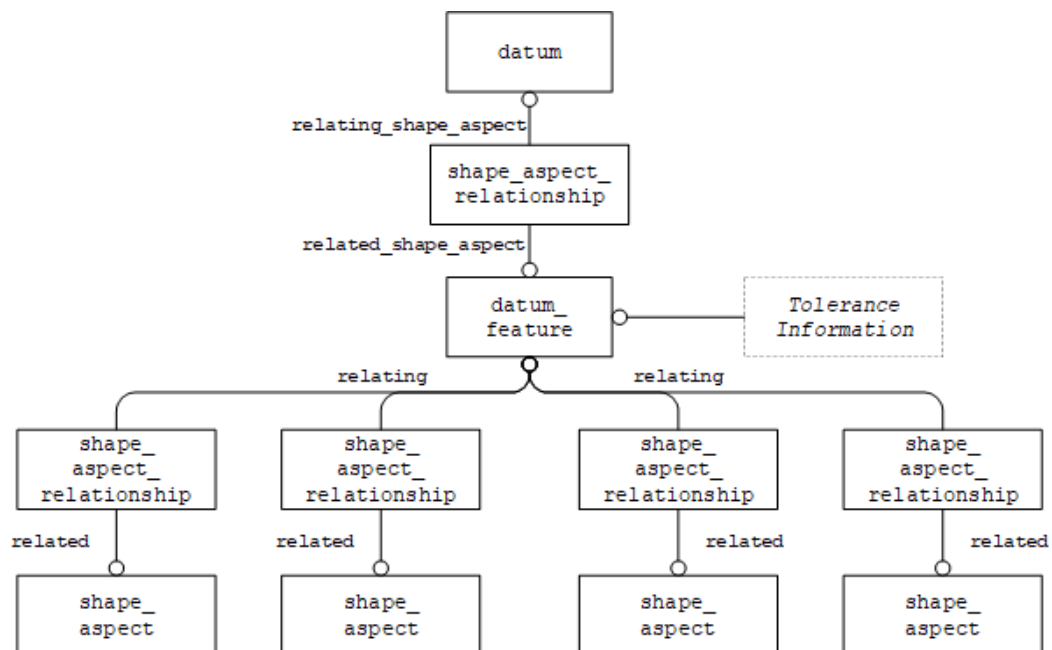 datum
relating_shape_aspect
shape_aspect_
relationship
related_shape_aspect
datum_
feature
Tolerance
Information
relating
relating
shape_
aspect_
relationship
shape_
aspect_
relationship
shape_
aspect_
relationship
shape_
aspect_
relationship
related
related
related
related
shape_
aspect
shape_
aspect
shape_
aspect
shape_
aspect